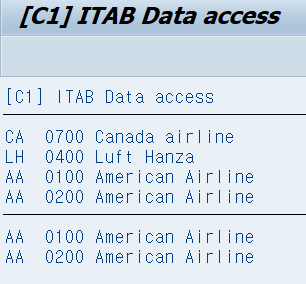 [C1] ITAB Data access
[C1] ITAB Data access
CA 0700 Canada airline
LH 0400 Luft Hanza
AA 0100 American Airline
AA 0200 American Airline
AA 0100 American Airline
AA 0200 American Airline